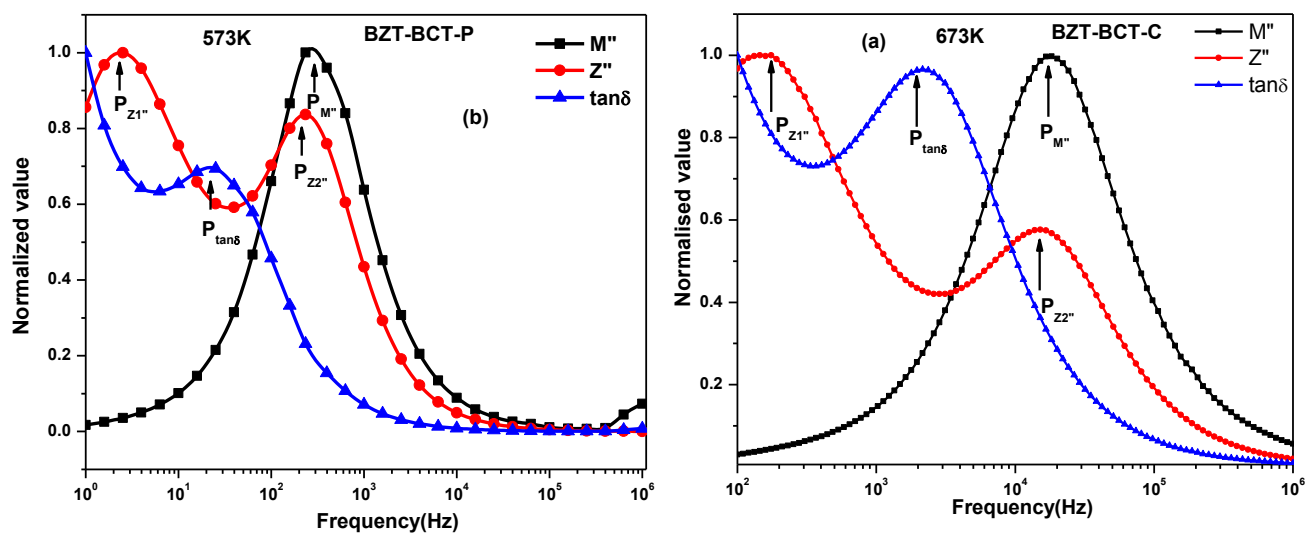 573K BZT-BCT-P
M"
Z"
tanδ
(b)
P_Z1"
P_M"
P_Z2"
P_tanδ
Normalized value
1.0
0.8
0.6
0.4
0.2
0.0
10^0 10^1 10^2 10^3 10^4 10^5 10^6
Frequency(Hz)
(a) 673K BZT-BCT-C
M"
Z"
tanδ
P_Z1"
P_tanδ
P_M"
P_Z2"
Normalised value
1.0
0.8
0.6
0.4
0.2
10^2 10^3 10^4 10^5 10^6
Frequency(Hz)